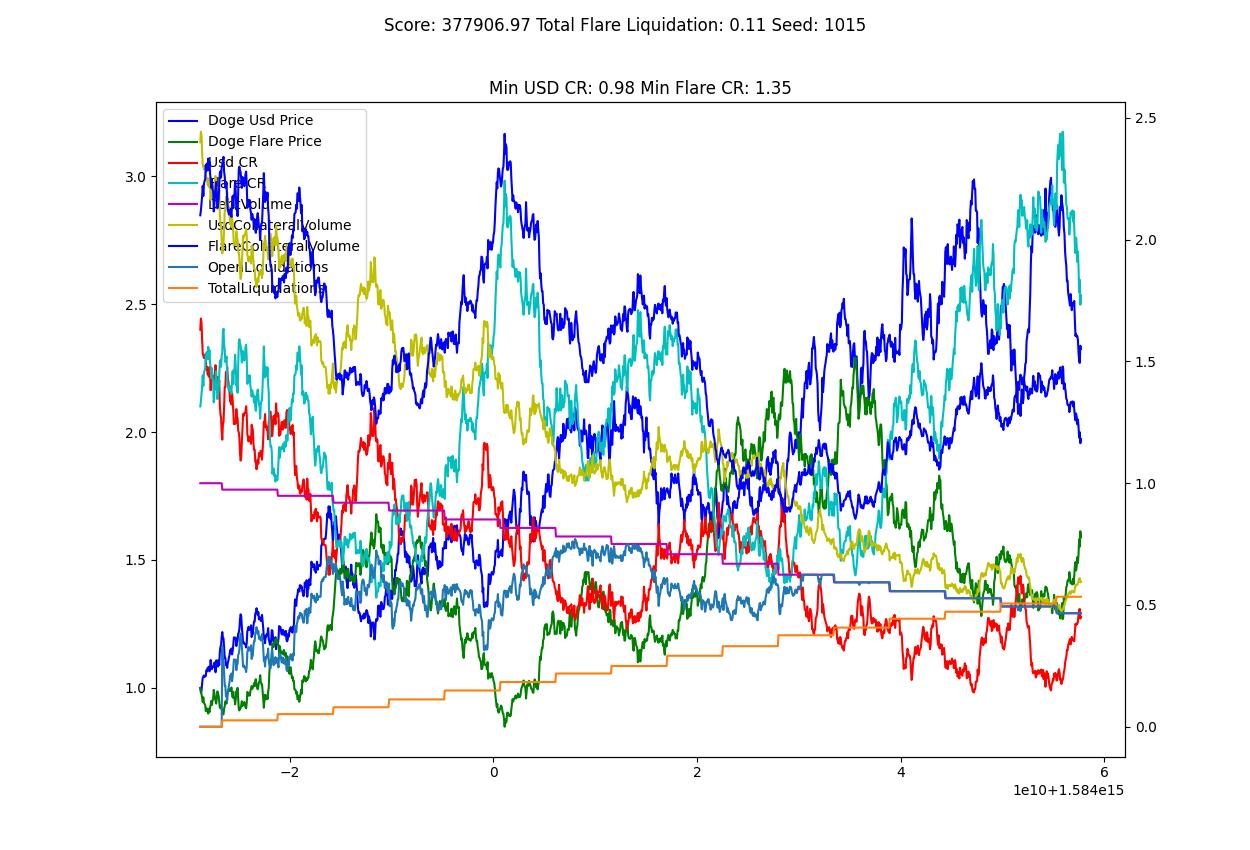 Score: 377906.97 Total Flare Liquidation: 0.11 Seed: 1015
Min USD CR: 0.98 Min Flare CR: 1.35
Doge Usd Price
Doge Flare Price
Usd CR
Flare CR
DebtVolume
UsdCollateralVolume
FlareCollateralVolume
OpenLiquidations
TotalLiquidations
3.0
2.5
2.0
1.5
1.0
2.5
2.0
1.5
1.0
0.5
0.0
−2
0
2
4
6
1e10+1.584e15